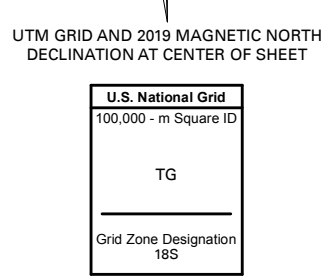 UTM GRID AND 2019 MAGNETIC NORTH
DECLINATION AT CENTER OF SHEET
U.S. National Grid
100,000 - m Square ID
TG
Grid Zone Designation
18S